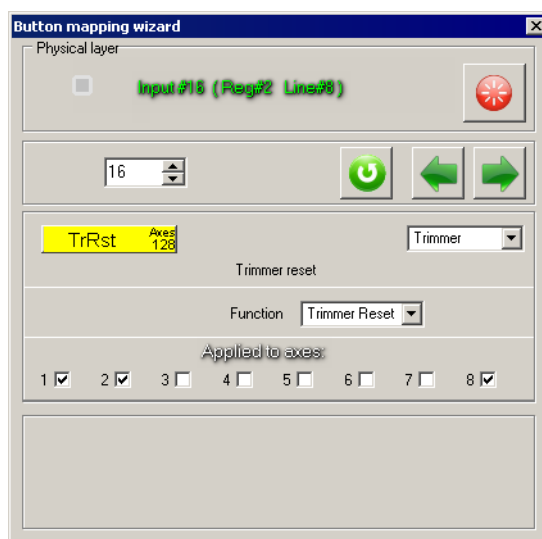 Button mapping wizard
Physical layer
Input#16 (Reg#2 Line#8)
16
TrRst Axes 128
Trimmer
Trimmer reset
Function Trimmer Reset
Applied to axes:
1 2 3 4 5 6 7 8